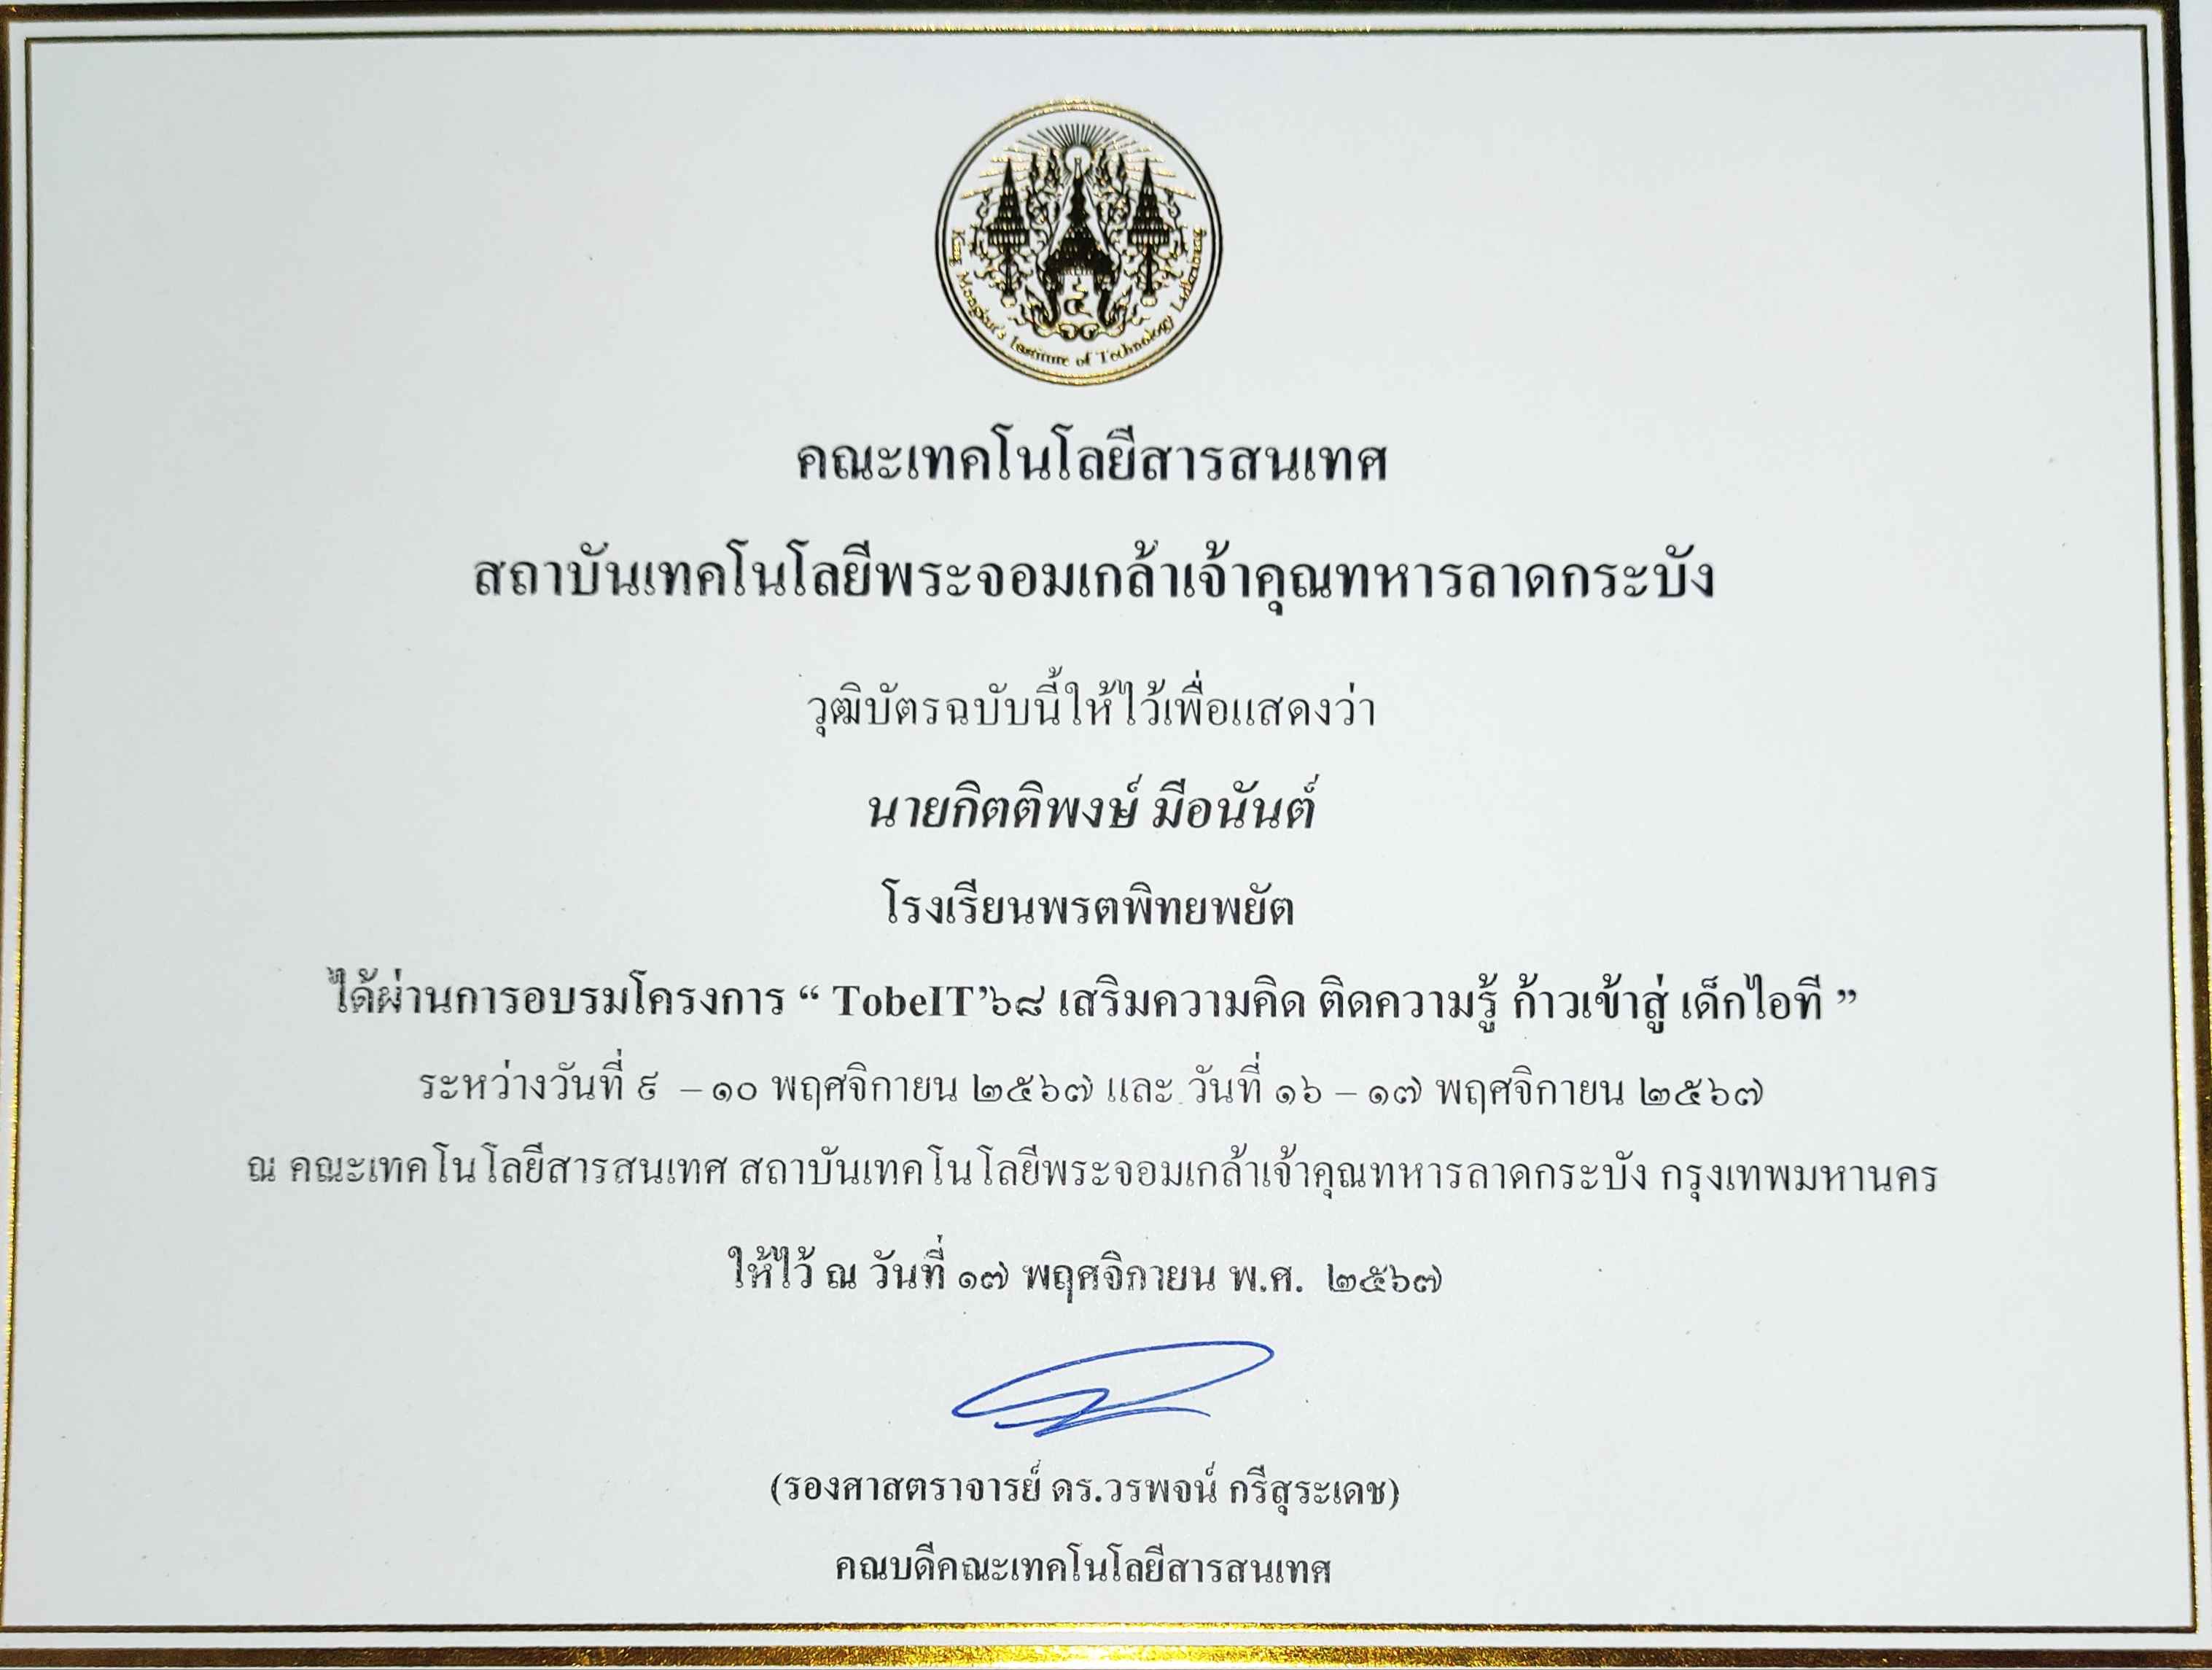 King Mongkut's Institute of Technology Ladkrabang
คณะเทคโนโลยีสารสนเทศ
สถาบันเทคโนโลยีพระจอมเกล้าเจ้าคุณทหารลาดกระบัง
วุฒิบัตรฉบับนี้ให้ไว้เพื่อแสดงว่า
นายกิตติพงษ์ มีอนันต์
โรงเรียนพรตพิทยพยัต
ได้ผ่านการอบรมโครงการ “ TobeIT’๖๘ เสริมความคิด ติดความรู้ ก้าวเข้าสู่ เด็กไอที ”
ระหว่างวันที่ ๙ – ๑๐ พฤศจิกายน ๒๕๖๗ และ วันที่ ๑๖ – ๑๗ พฤศจิกายน ๒๕๖๗
ณ คณะเทคโนโลยีสารสนเทศ สถาบันเทคโนโลยีพระจอมเกล้าเจ้าคุณทหารลาดกระบัง กรุงเทพมหานคร
ให้ไว้ ณ วันที่ ๑๗ พฤศจิกายน พ.ศ. ๒๕๖๗
(รองศาสตราจารย์ ดร.วรพจน์ กรีสุระเดช)
คณบดีคณะเทคโนโลยีสารสนเทศ